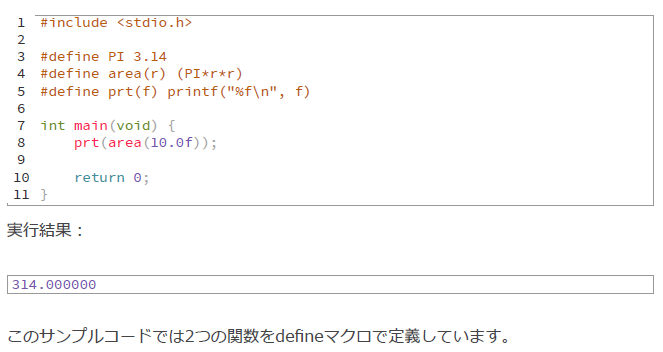 1 #include <stdio.h>
2
3 #define PI 3.14
4 #define area(r) (PI*r*r)
5 #define prt(f) printf("%f\n", f)
6
7 int main(void) {
8     prt(area(10.0f));
9
10     return 0;
11 }
実行結果：
314.000000
このサンプルコードでは2つの関数をdefineマクロで定義しています。